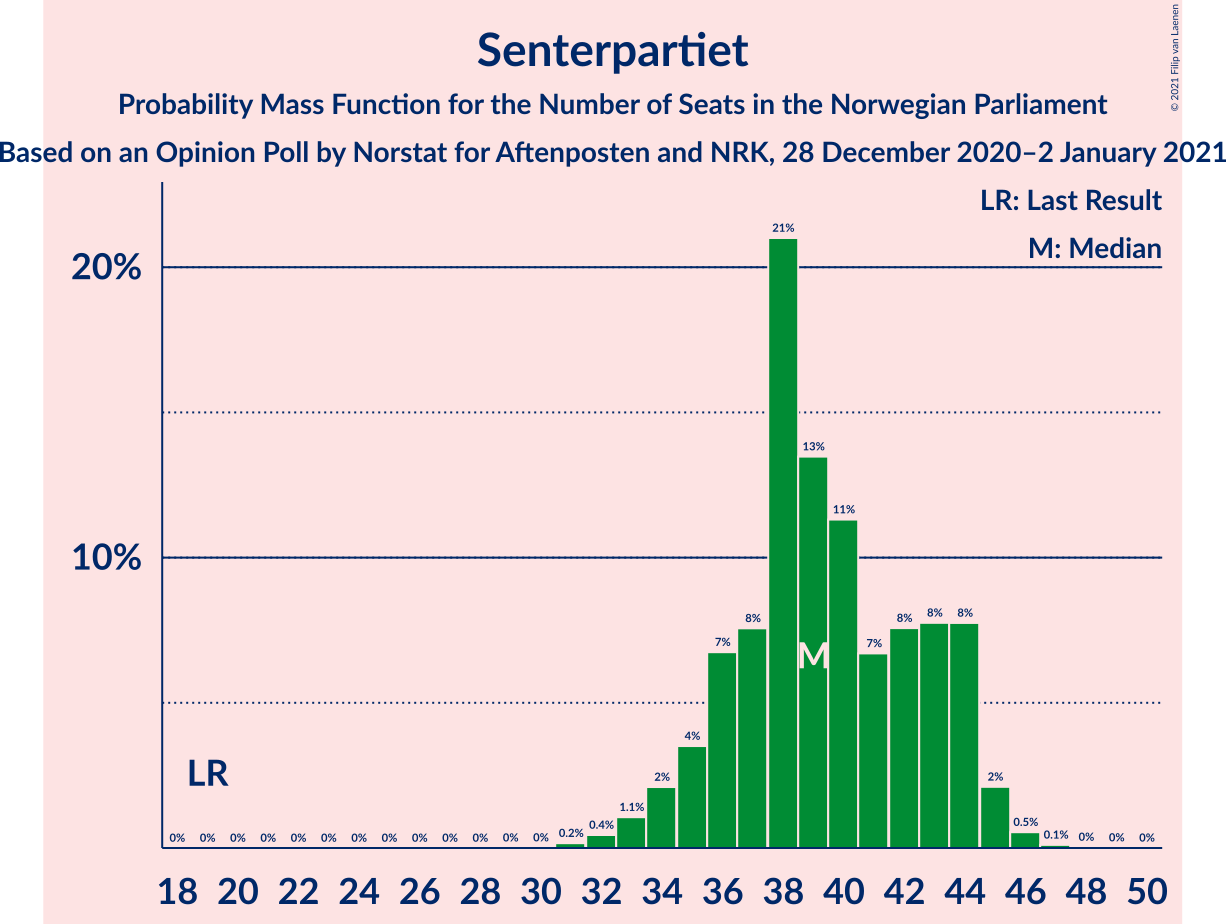 Senterpartiet
Probability Mass Function for the Number of Seats in the Norwegian Parliament
Based on an Opinion Poll by Norstat for Aftenposten and NRK, 28 December 2020–2 January 2021
© 2021 Filip van Laenen
LR: Last Result
M: Median
20%
10%
21%
13%
11%
8%
7%
4%
2%
1.1%
0.4%
0.2%
7%
8%
8%
8%
2%
0.5%
0.1%
M
LR
0% 0% 0% 0% 0% 0% 0% 0% 0% 0% 0% 0% 0% 0% 0% 0%
18 20 22 24 26 28 30 32 34 36 38 40 42 44 46 48 50